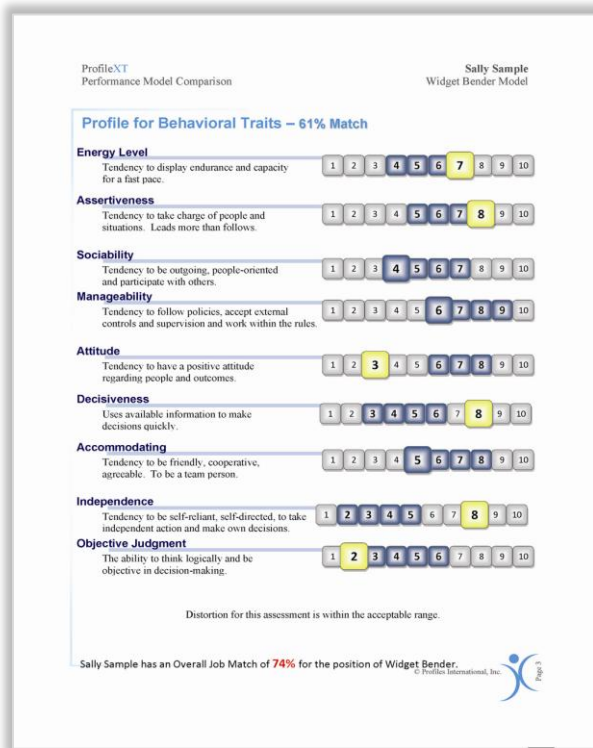 ProfileXT
Sally Sample
Performance Model Comparison
Widget Bender Model
Profile for Behavioral Traits – 61% Match
Energy Level
Tendency to display endurance and capacity
for a fast pace.
1 2 3 4 5 6 7 8 9 10
Assertiveness
Tendency to take charge of people and
situations. Leads more than follows.
1 2 3 4 5 6 7 8 9 10
Sociability
Tendency to be outgoing, people-oriented
and participate with others.
1 2 3 4 5 6 7 8 9 10
Manageability
Tendency to follow policies, accept external
controls and supervision and work within the rules.
1 2 3 4 5 6 7 8 9 10
Attitude
Tendency to have a positive attitude
regarding people and outcomes.
1 2 3 4 5 6 7 8 9 10
Decisiveness
Uses available information to make
decisions quickly.
1 2 3 4 5 6 7 8 9 10
Accommodating
Tendency to be friendly, cooperative,
agreeable. To be a team person.
1 2 3 4 5 6 7 8 9 10
Independence
Tendency to be self-reliant, self-directed, to take
independent action and make own decisions.
1 2 3 4 5 6 7 8 9 10
Objective Judgment
The ability to think logically and be
objective in decision-making.
1 2 3 4 5 6 7 8 9 10
Distortion for this assessment is within the acceptable range.
Sally Sample has an Overall Job Match of 74% for the position of Widget Bender.
© Profiles International, Inc.
Page 3